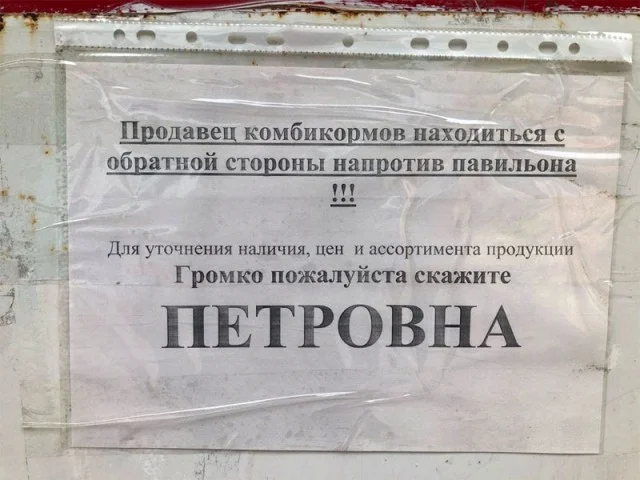 Продавец комбикормов находиться с
обратной стороны напротив павильона
!!!
Для уточнения наличия, цен и ассортимента продукции
Громко пожалуйста скажите
ПЕТРОВНА